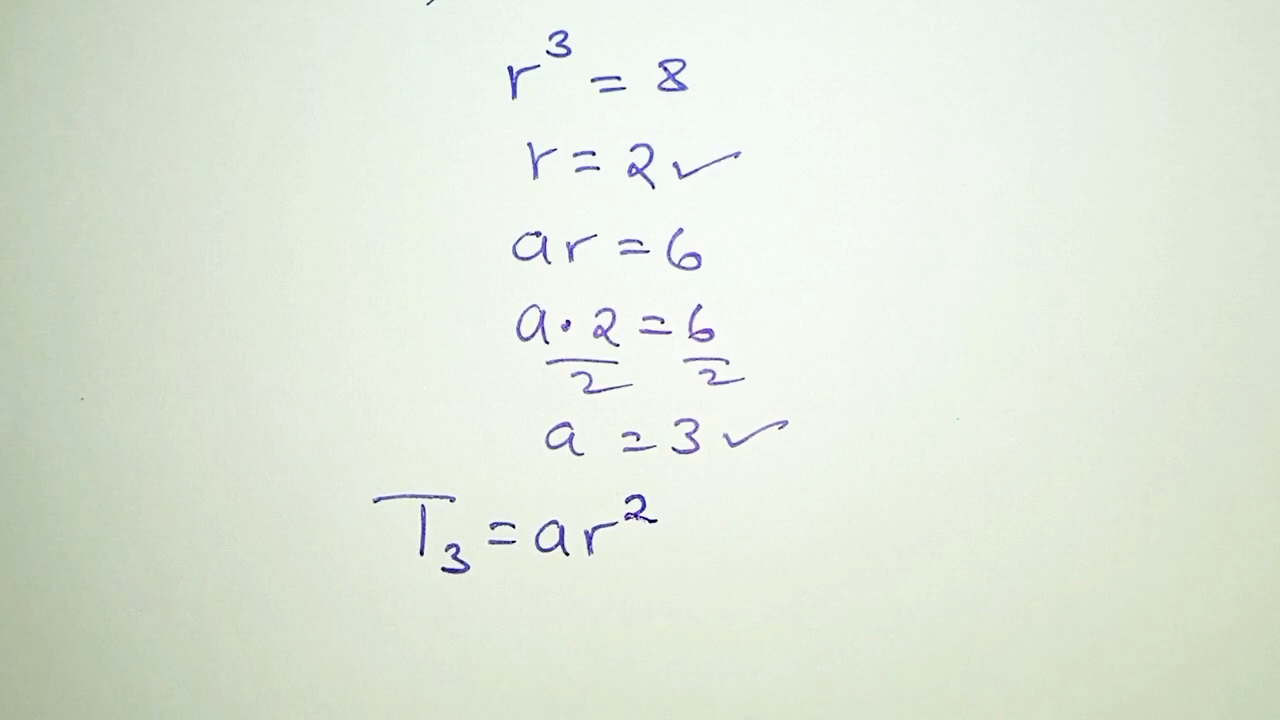 r³ = 8
r = 2 ✓
ar = 6
a · 2 = 6
2 2
a = 3 ✓
T₃ = ar²